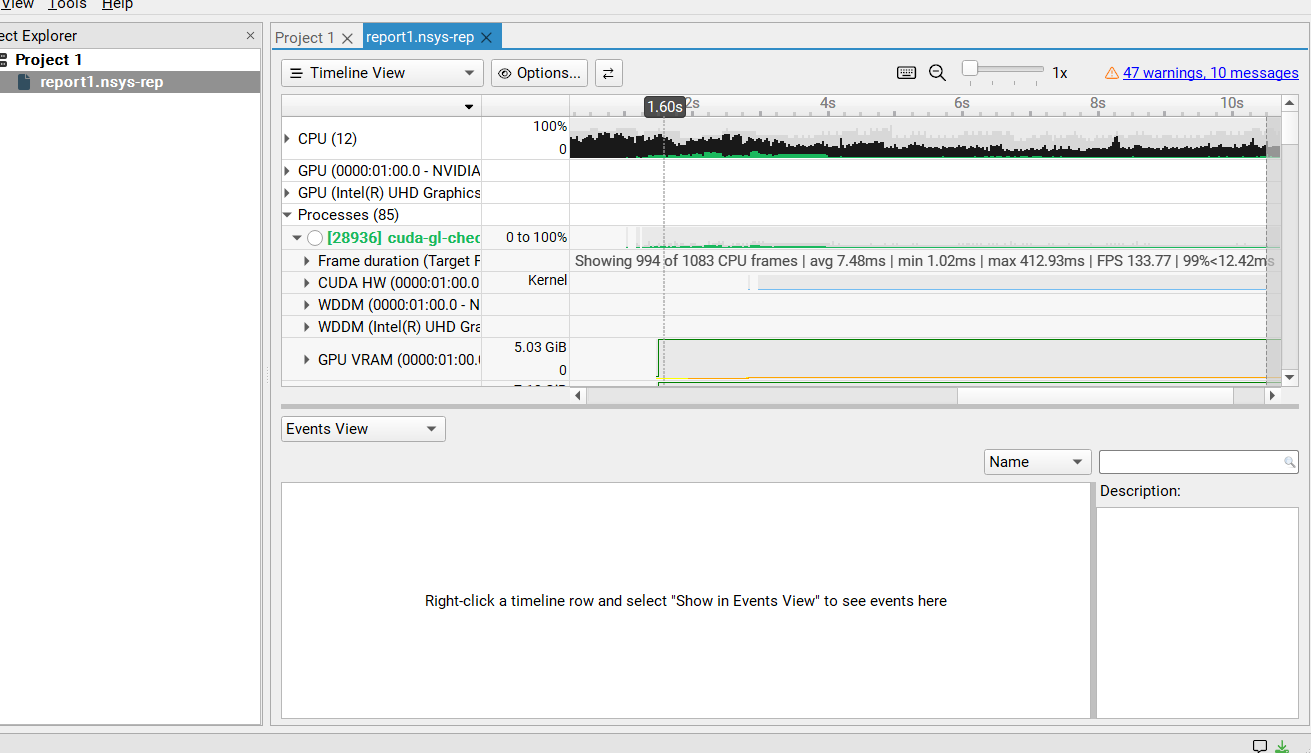 View Tools Help
ect Explorer
Project 1
report1.nsys-rep
Project 1
report1.nsys-rep
Timeline View
Options...
1x
47 warnings, 10 messages
1.60s
2s
4s
6s
8s
10s
CPU (12)
100%
0
GPU (0000:01:00.0 - NVIDIA
GPU (Intel(R) UHD Graphics
Processes (85)
[28936] cuda-gl-chec
0 to 100%
Frame duration (Target F
Showing 994 of 1083 CPU frames | avg 7.48ms | min 1.02ms | max 412.93ms | FPS 133.77 | 99%<12.42ms
CUDA HW (0000:01:00.0
Kernel
WDDM (0000:01:00.0 - N
WDDM (Intel(R) UHD Gra
GPU VRAM (0000:01:00.
5.03 GiB
0
Events View
Name
Description:
Right-click a timeline row and select "Show in Events View" to see events here